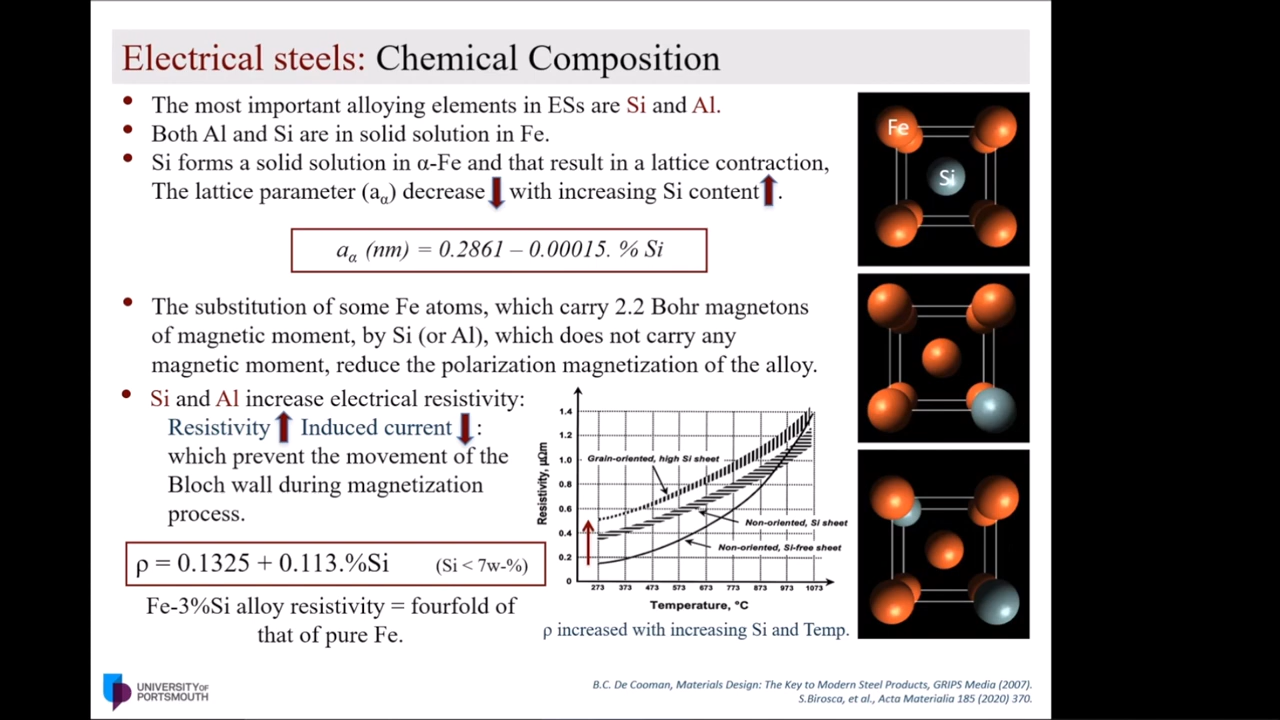 Electrical steels: Chemical Composition
• The most important alloying elements in ESs are Si and Al.
• Both Al and Si are in solid solution in Fe.
• Si forms a solid solution in α-Fe and that result in a lattice contraction,
The lattice parameter (aα) decrease with increasing Si content .
aα (nm) = 0.2861 – 0.00015. % Si
• The substitution of some Fe atoms, which carry 2.2 Bohr magnetons
of magnetic moment, by Si (or Al), which does not carry any
magnetic moment, reduce the polarization magnetization of the alloy.
• Si and Al increase electrical resistivity:
Resistivity Induced current :
which prevent the movement of the
Bloch wall during magnetization
process.
ρ = 0.1325 + 0.113.%Si (Si < 7w-%)
Fe-3%Si alloy resistivity = fourfold of
that of pure Fe.
Resistivity, μΩm
1.4
1.2
1.0
0.8
0.6
0.4
0.2
0
Grain-oriented, high Si sheet
Non-oriented, Si sheet
Non-oriented, Si-free sheet
273 373 473 573 673 773 873 973 1073
Temperature, °C
ρ increased with increasing Si and Temp.
Fe
Si
UNIVERSITY OF
PORTSMOUTH
B.C. De Cooman, Materials Design: The Key to Modern Steel Products, GRIPS Media (2007).
S.Birosca, et al., Acta Materialia 185 (2020) 370.